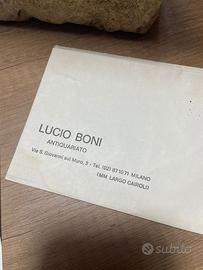 LUCIO BONI
ANTIQUARIATO
Via S. Giovanni sul Muro, 5 - Tel. (02) 871071 MILANO
(MM. LARGO CAIROLI)
subito